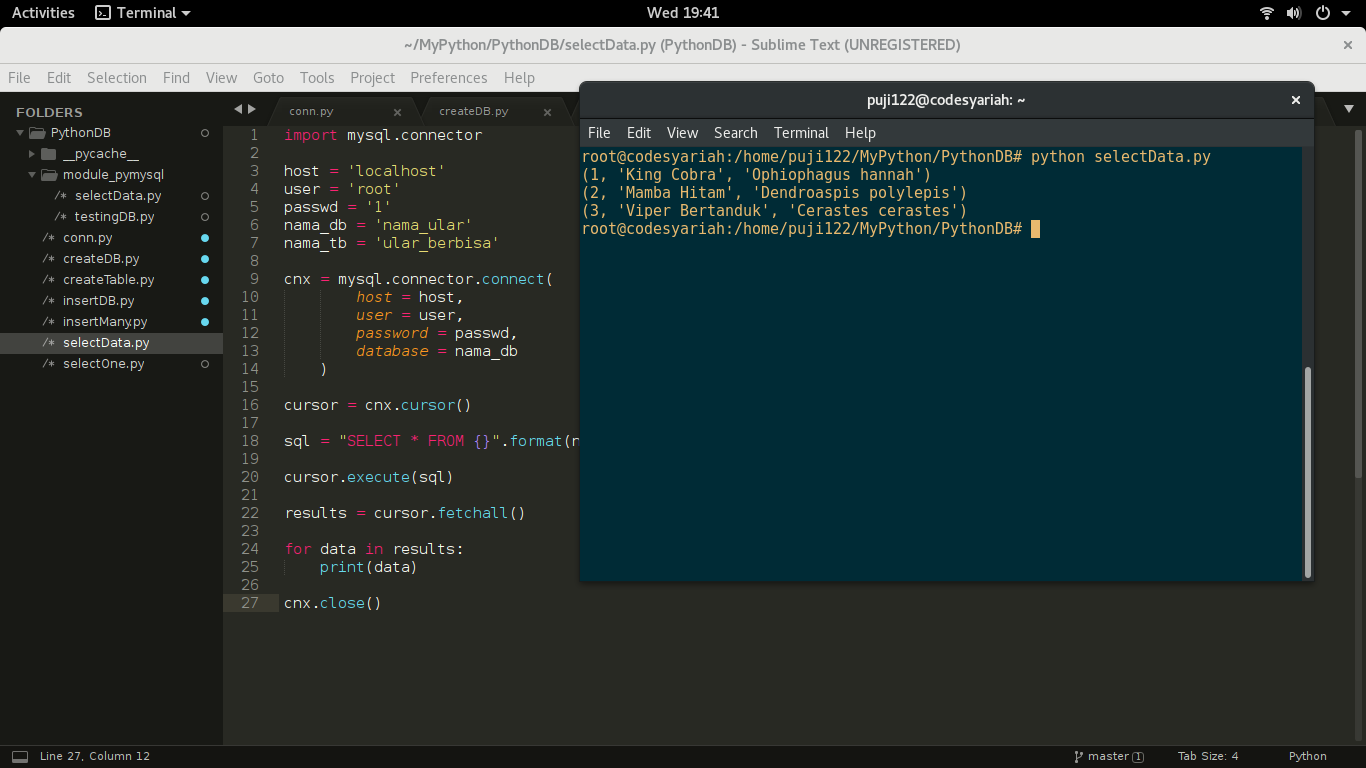 Activities Terminal Wed 19:41
~/MyPython/PythonDB/selectData.py (PythonDB) - Sublime Text (UNREGISTERED) ×
File Edit Selection Find View Goto Tools Project Preferences Help
FOLDERS
PythonDB
__pycache__
module_pymysql
/* selectData.py
/* testingDB.py
/* conn.py
/* createDB.py
/* createTable.py
/* insertDB.py
/* insertMany.py
/* selectData.py
/* selectOne.py
conn.py × createDB.py ×
1 import mysql.connector
2
3 host = 'localhost'
4 user = 'root'
5 passwd = '1'
6 nama_db = 'nama_ular'
7 nama_tb = 'ular_berbisa'
8
9 cnx = mysql.connector.connect(
10 host = host,
11 user = user,
12 password = passwd,
13 database = nama_db
14 )
15
16 cursor = cnx.cursor()
17
18 sql = "SELECT * FROM {}".format(n
19
20 cursor.execute(sql)
21
22 results = cursor.fetchall()
23
24 for data in results:
25 print(data)
26
27 cnx.close()
puji122@codesyariah: ~ ×
File Edit View Search Terminal Help
root@codesyariah:/home/puji122/MyPython/PythonDB# python selectData.py
(1, 'King Cobra', 'Ophiophagus hannah')
(2, 'Mamba Hitam', 'Dendroaspis polylepis')
(3, 'Viper Bertanduk', 'Cerastes cerastes')
root@codesyariah:/home/puji122/MyPython/PythonDB#
Line 27, Column 12 master 1 Tab Size: 4 Python